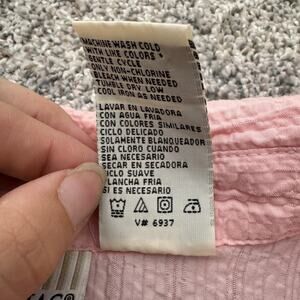 MACHINE WASH COLD
WITH LIKE COLORS
GENTLE CYCLE
ONLY NON-CHLORINE
BLEACH WHEN NEEDED
TUMBLE DRY, LOW
COOL IRON AS NEEDED
LAVAR EN LAVADORA
CON AGUA FRIA
CON COLORES SIMILARES
CICLO DELICADO
SOLAMENTE BLANQUEADOR
SIN CLORO CUANDO
SEA NECESARIO
SECAR EN SECADORA
CICLO SUAVE
PLANCHA FRIA
SI ES NECESARIO
V# 6937